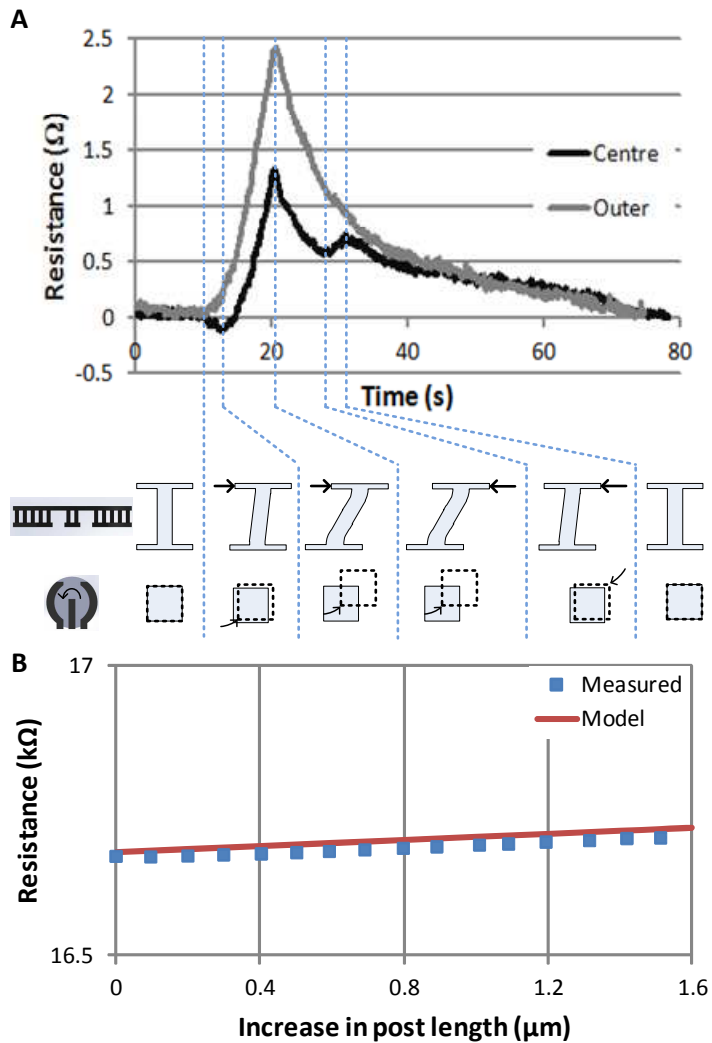 A
2.5
2
1.5
1
0.5
0
-0.5
Resistance (Ω)
Centre
Outer
0
20
40
60
80
Time (s)
B
17
16.5
Resistance (kΩ)
Measured
Model
0
0.4
0.8
1.2
1.6
Increase in post length (μm)